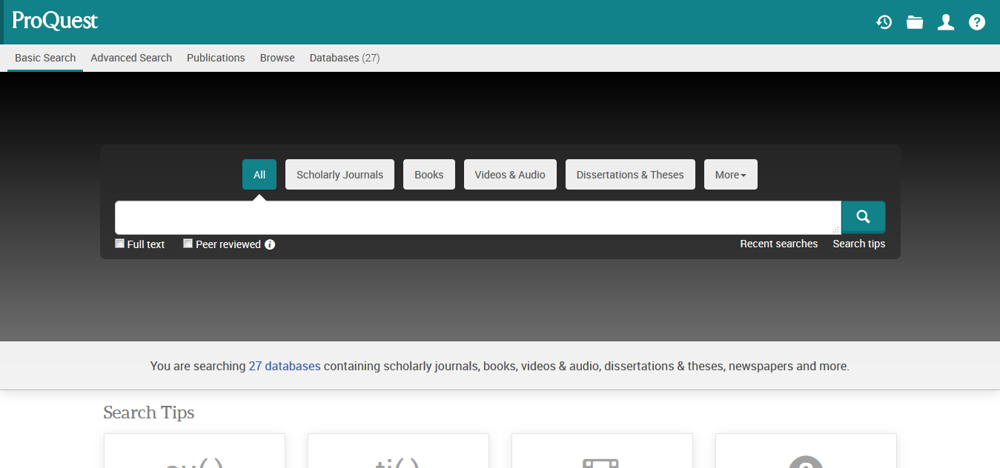 ProQuest
Basic Search Advanced Search Publications Browse Databases (27)
All Scholarly Journals Books Videos & Audio Dissertations & Theses More
Full text Peer reviewed Recent searches Search tips
You are searching 27 databases containing scholarly journals, books, videos & audio, dissertations & theses, newspapers and more.
Search Tips
au( ) ti( ) ?